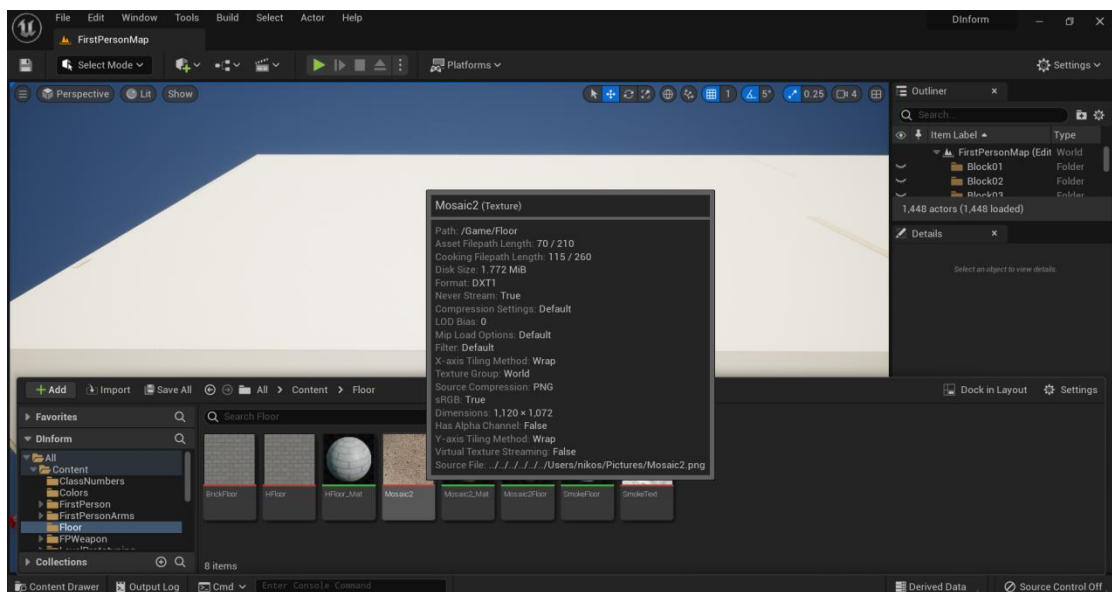 File Edit Window Tools Build Select Actor Help
DInform
FirstPersonMap
Select Mode
Platforms
Settings
Perspective Lit Show
1 5° 0.25 4
Outliner
Search...
Item Label Type
FirstPersonMap (Edit World
Block01 Folder
Block02 Folder
Block03 Folder
1,448 actors (1,448 loaded)
Details
Select an object to view details.
Mosaic2 (Texture)
Path: /Game/Floor
Asset Filepath Length: 70 / 210
Cooking Filepath Length: 115 / 260
Disk Size: 1.772 MiB
Format: DXT1
Never Stream: True
Compression Settings: Default
LOD Bias: 0
Mip Load Options: Default
Filter: Default
X-axis Tiling Method: Wrap
Texture Group: World
Source Compression: PNG
sRGB: True
Dimensions: 1,120 × 1,072
Has Alpha Channel: False
Y-axis Tiling Method: Wrap
Virtual Texture Streaming: False
Source File: ../../../../../../Users/nikos/Pictures/Mosaic2.png
Add Import Save All All > Content > Floor
Dock in Layout Settings
Favorites
Search Floor
DInform
All
Content
ClassNumbers
Colors
FirstPerson
FirstPersonArms
Floor
FPWeapon
BrickFloor HFloor HFloor_Mat Mosaic2 Mosaic2_Mat Mosaic2Floor SmokeFloor SmokeText
Collections
8 items
Content Drawer Output Log Cmd Enter Console Command
Derived Data Source Control Off